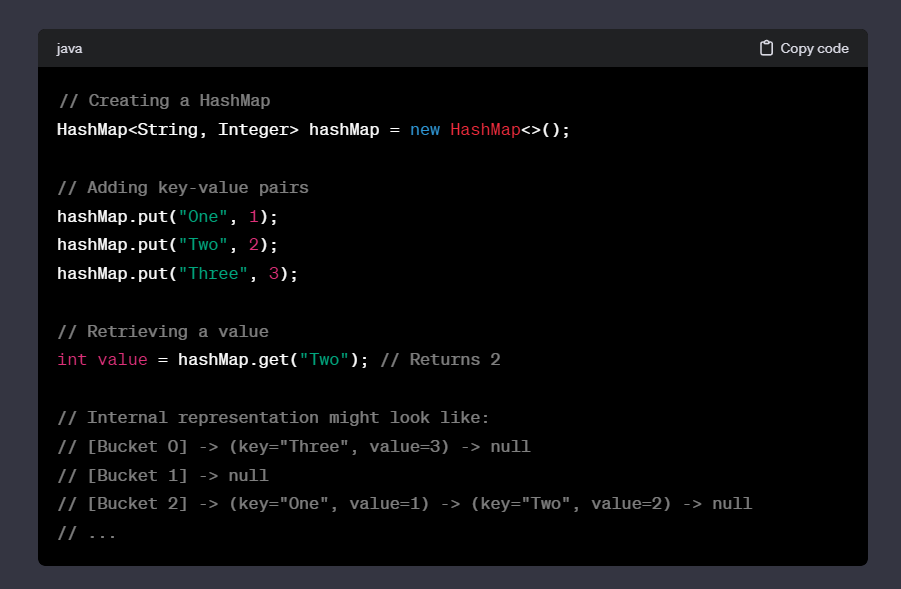 java
Copy code
// Creating a HashMap
HashMap<String, Integer> hashMap = new HashMap<>();
// Adding key-value pairs
hashMap.put("One", 1);
hashMap.put("Two", 2);
hashMap.put("Three", 3);
// Retrieving a value
int value = hashMap.get("Two"); // Returns 2
// Internal representation might look like:
// [Bucket 0] -> (key="Three", value=3) -> null
// [Bucket 1] -> null
// [Bucket 2] -> (key="One", value=1) -> (key="Two", value=2) -> null
// ...